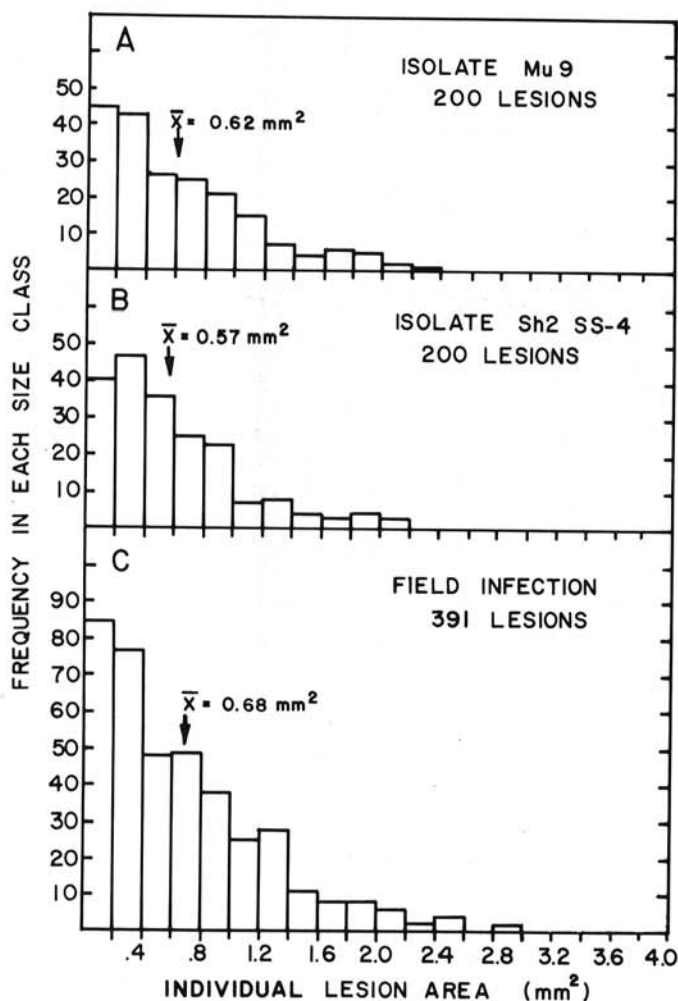 A
ISOLATE Mu 9
200 LESIONS
X̄ = 0.62 mm²
50
40
30
20
10
B
ISOLATE Sh2 SS-4
200 LESIONS
X̄ = 0.57 mm²
50
40
30
20
10
C
FIELD INFECTION
391 LESIONS
X̄ = 0.68 mm²
90
80
70
60
50
40
30
20
10
FREQUENCY IN EACH SIZE CLASS
.4 .8 1.2 1.6 2.0 2.4 2.8 3.2 3.6 4.0
INDIVIDUAL LESION AREA (mm²)